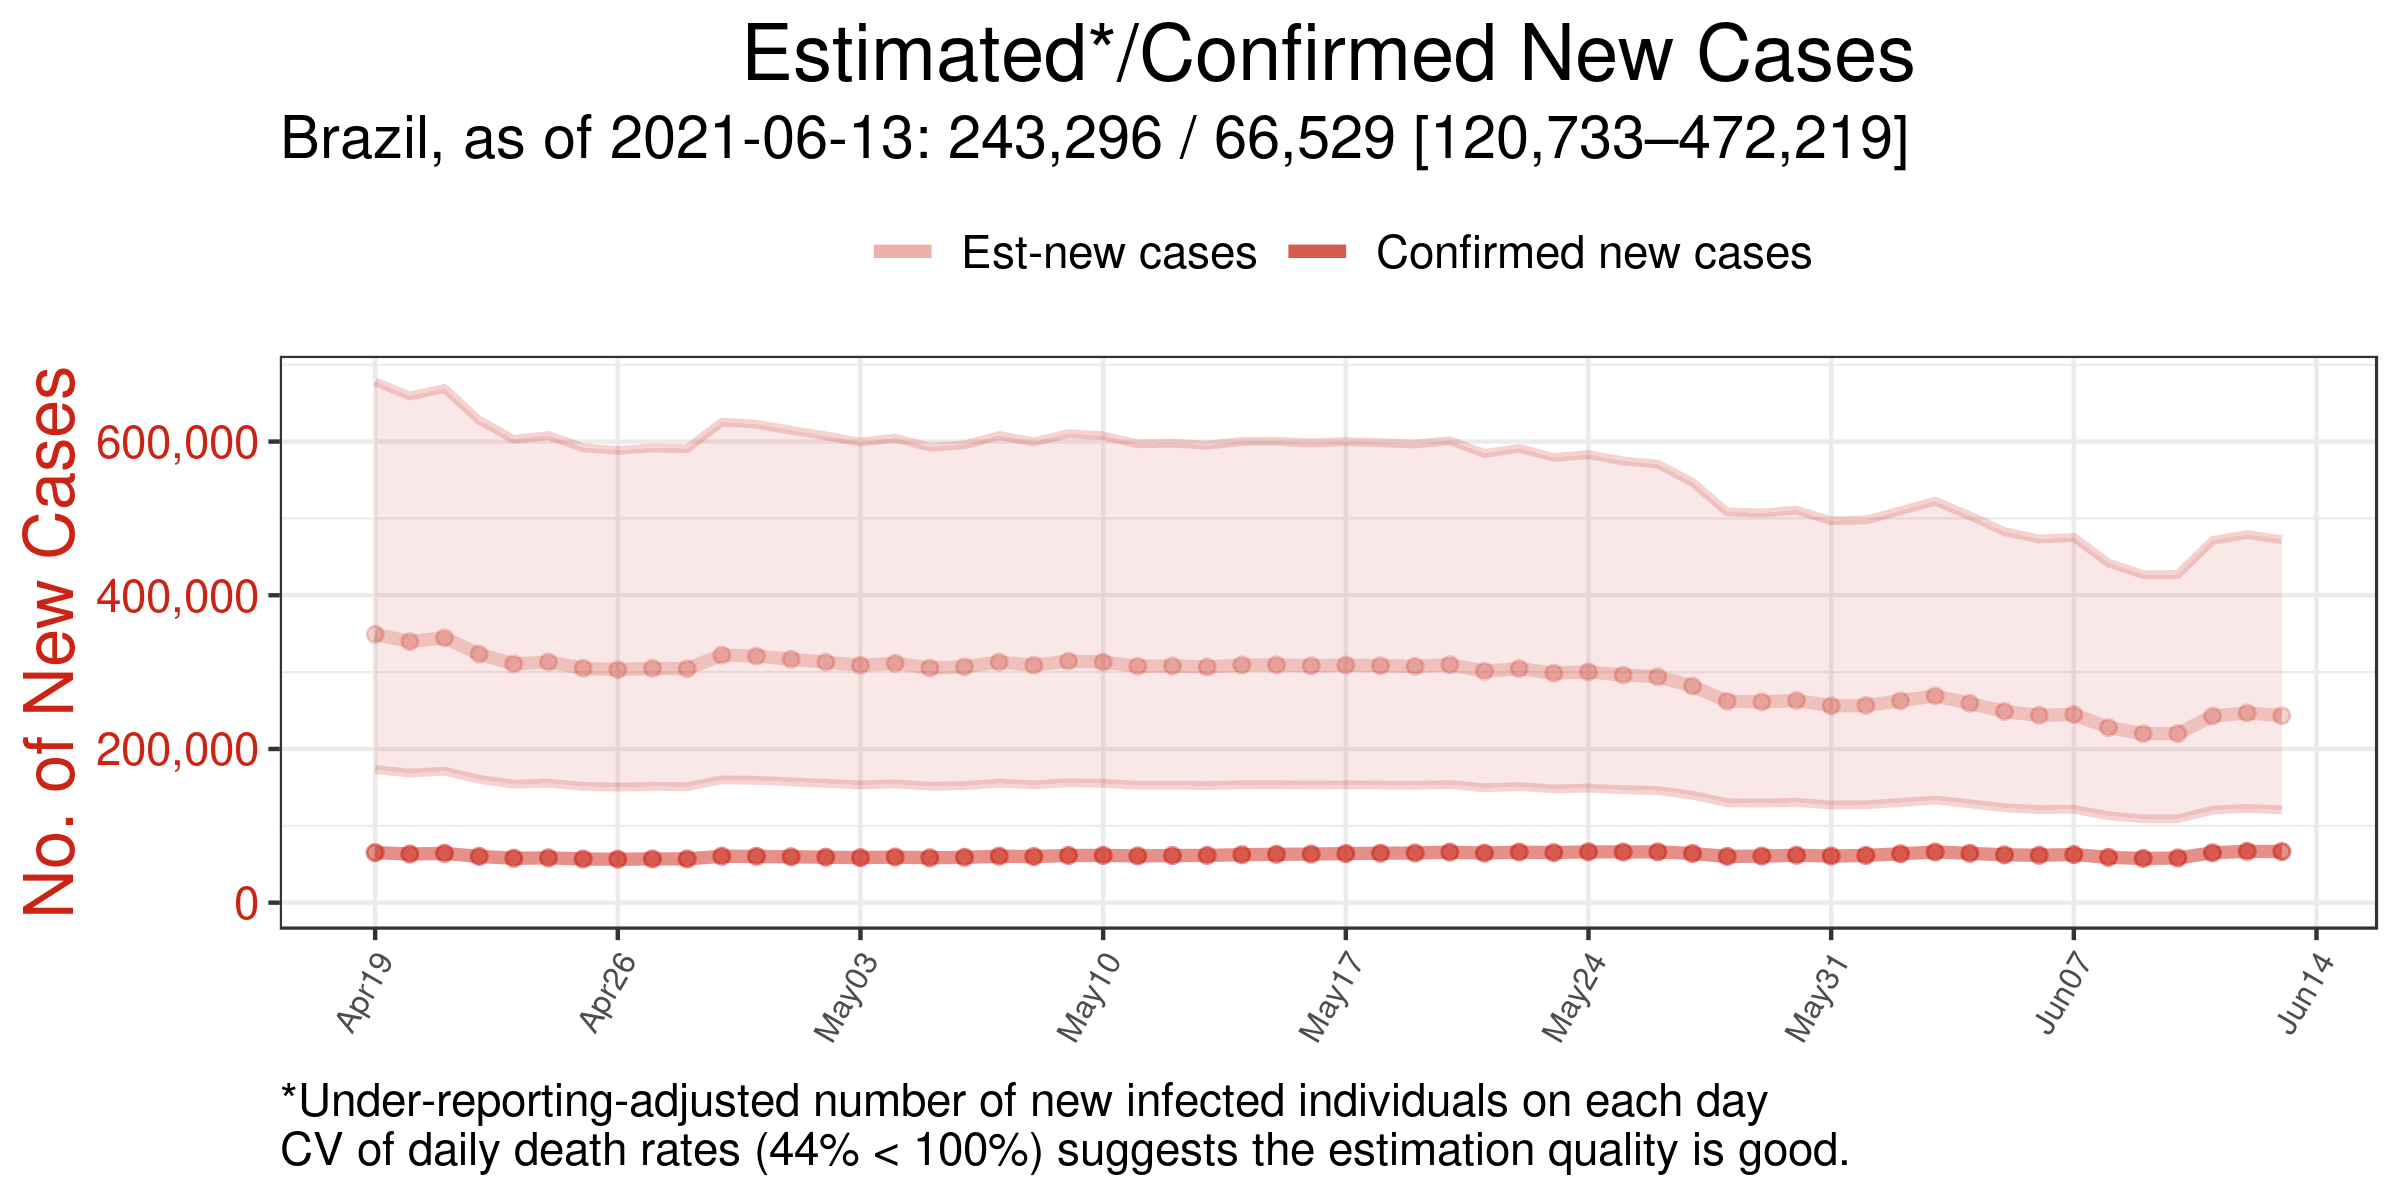 Estimated*/Confirmed New Cases
Brazil, as of 2021-06-13: 243,296 / 66,529 [120,733–472,219]
Est-new cases
Confirmed new cases
No. of New Cases
600,000
400,000
200,000
0
Apr19
Apr26
May03
May10
May17
May24
May31
Jun07
Jun14
*Under-reporting-adjusted number of new infected individuals on each day
CV of daily death rates (44% < 100%) suggests the estimation quality is good.